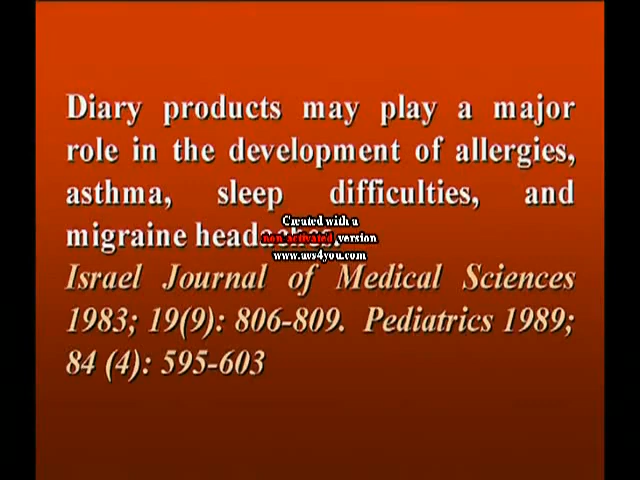 Diary products may play a major
role in the development of allergies,
asthma, sleep difficulties, and
migraine headaches.
Created with a
non activated version
www.avs4you.com
Israel Journal of Medical Sciences
1983; 19(9): 806-809. Pediatrics 1989;
84 (4): 595-603